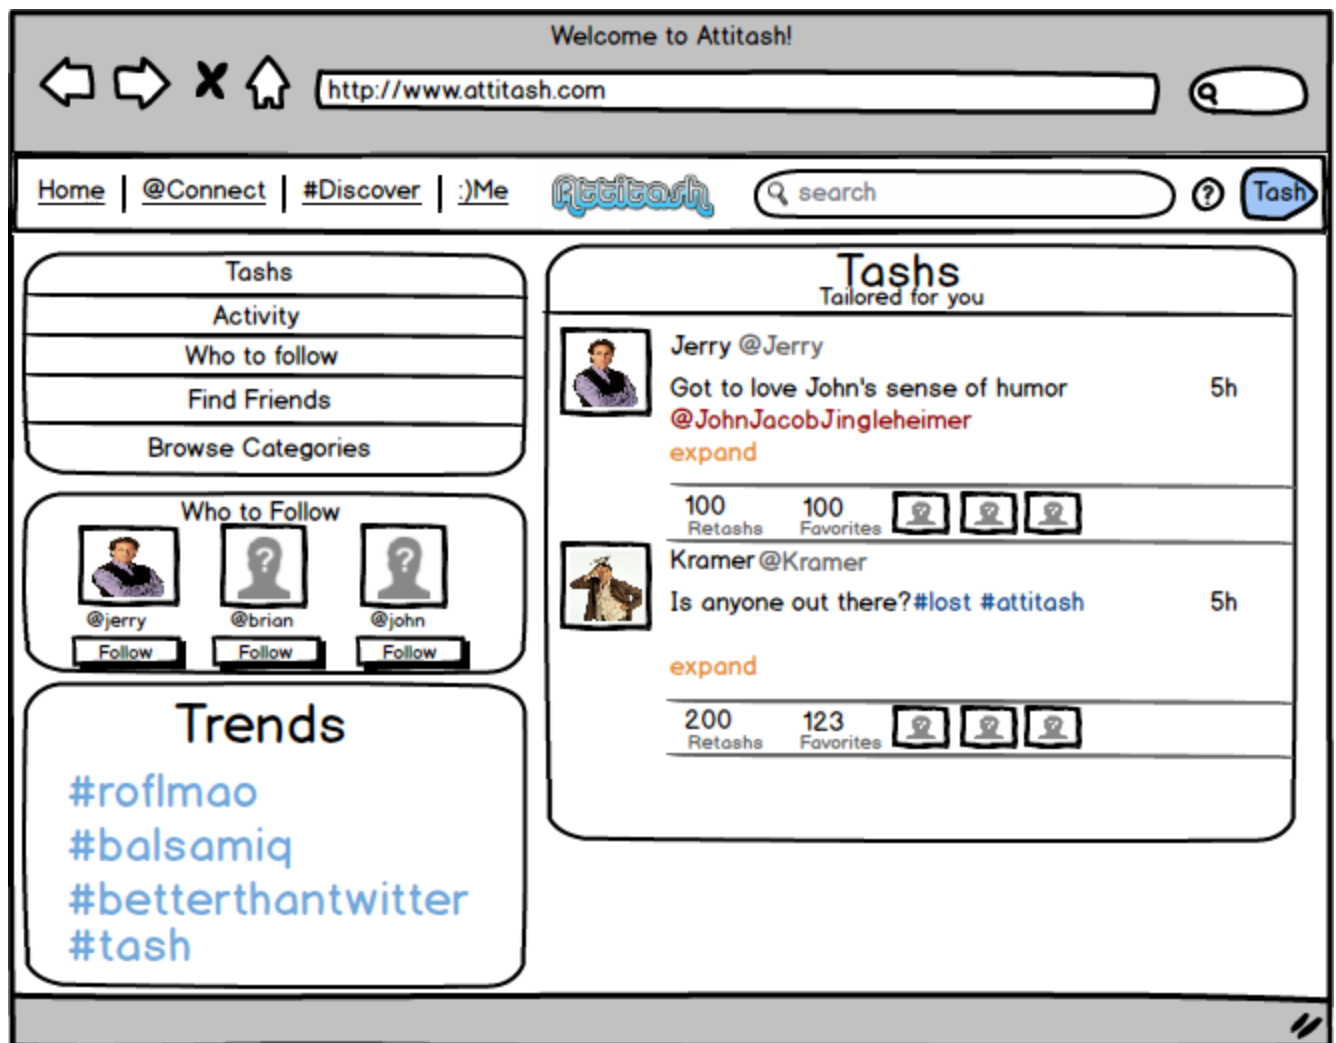 Welcome to Attitash!
http://www.attitash.com
Home @Connect #Discover :)Me Attitash search ? Tash
Tashs
Activity
Who to follow
Find Friends
Browse Categories
Who to Follow
@jerry @brian @john
Follow Follow Follow
Trends
#roflmao
#balsamiq
#betterthantwitter
#tash
Tashs
Tailored for you
Jerry @Jerry
Got to love John's sense of humor 5h
@JohnJacobJingleheimer
expand
100 100
Retashs Favorites
Kramer @Kramer
Is anyone out there?#lost #attitash 5h
expand
200 123
Retashs Favorites